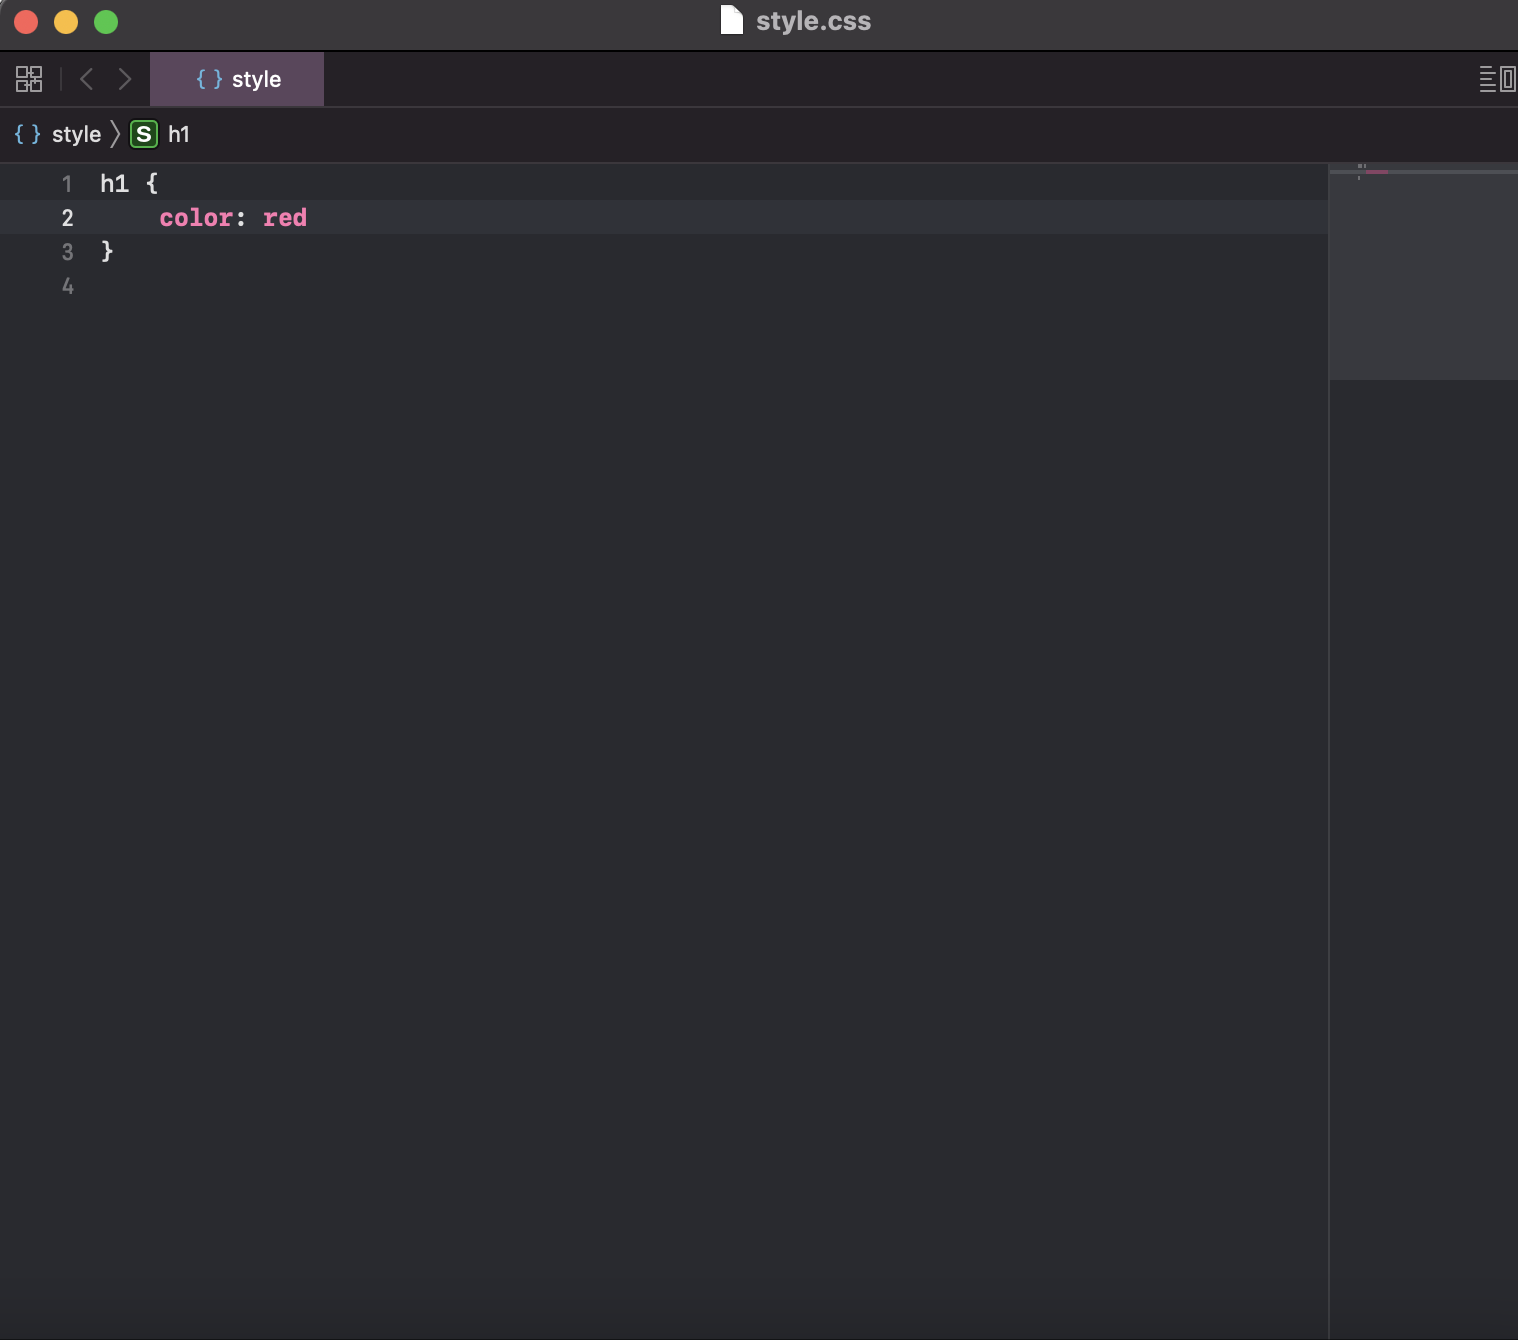 style.css
{ } style
{ } style S h1
1 h1 {
2     color: red
3 }
4